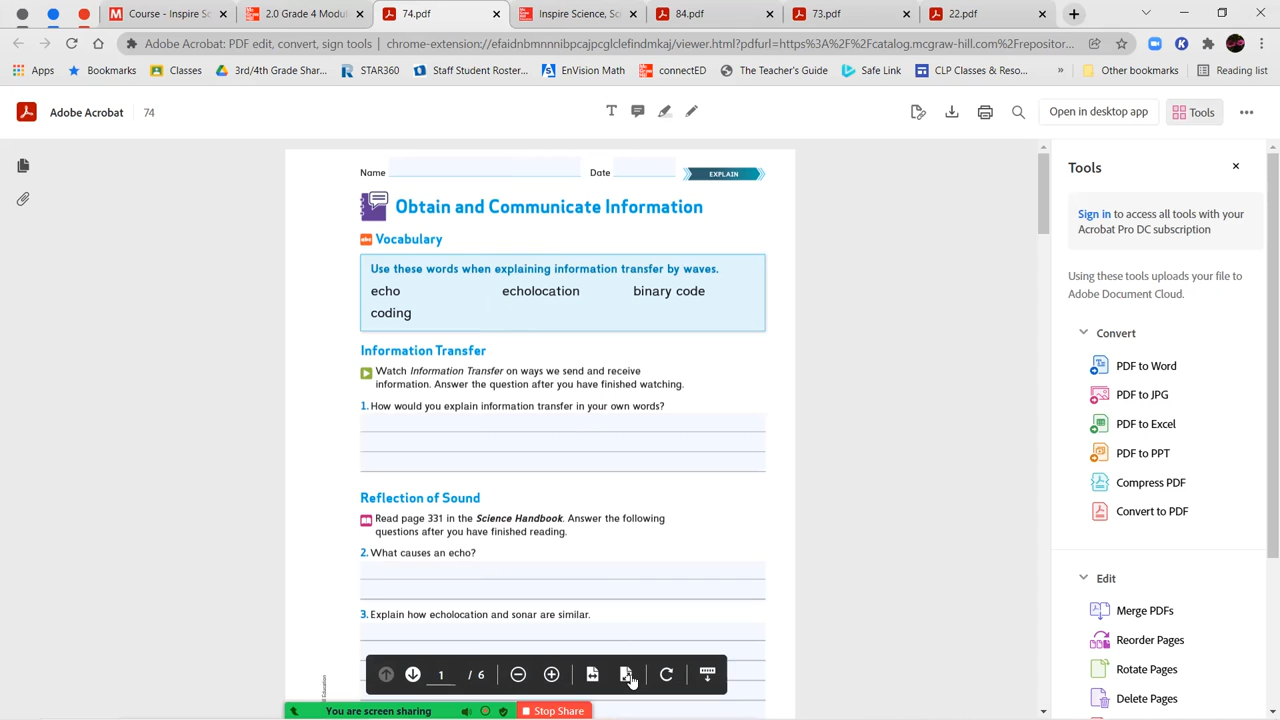 Course - Inspire S
2.0 Grade 4 Modul
74.pdf
Inspire Science, Sc
84.pdf
73.pdf
22.pdf
Adobe Acrobat: PDF edit, convert, sign tools | chrome-extension://efaidnbmnnnibpcajpcglclefindmkaj/viewer.html?pdfurl=https%3A%2F%2Fcatalog.mcgraw-hill.com%2Frepositor...
Apps
Bookmarks
Classes
3rd/4th Grade Shar...
STAR360
Staff Student Roster...
EnVision Math
connectED
The Teacher's Guide
Safe Link
CLP Classes & Reso...
»
Other bookmarks
Reading list
Adobe Acrobat
74
Open in desktop app
Tools
Name
Date
EXPLAIN
Obtain and Communicate Information
abc Vocabulary
Use these words when explaining information transfer by waves.
echo echolocation binary code
coding
Information Transfer
Watch Information Transfer on ways we send and receive
information. Answer the question after you have finished watching.
1. How would you explain information transfer in your own words?
Reflection of Sound
Read page 331 in the Science Handbook. Answer the following
questions after you have finished reading.
2. What causes an echo?
3. Explain how echolocation and sonar are similar.
1 / 6
Education
You are screen sharing
Stop Share
Tools
Sign in to access all tools with your
Acrobat Pro DC subscription
Using these tools uploads your file to
Adobe Document Cloud.
Convert
PDF to Word
PDF to JPG
PDF to Excel
PDF to PPT
Compress PDF
Convert to PDF
Edit
Merge PDFs
Reorder Pages
Rotate Pages
Delete Pages